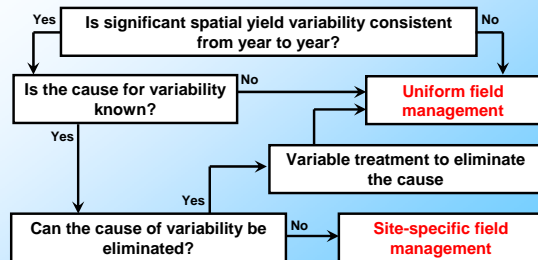 Yes
Is significant spatial yield variability consistent
from year to year?
No
Is the cause for variability
known?
No
Uniform field
management
Yes
Variable treatment to eliminate
the cause
Yes
Can the cause of variability be
eliminated?
No
Site-specific field
management